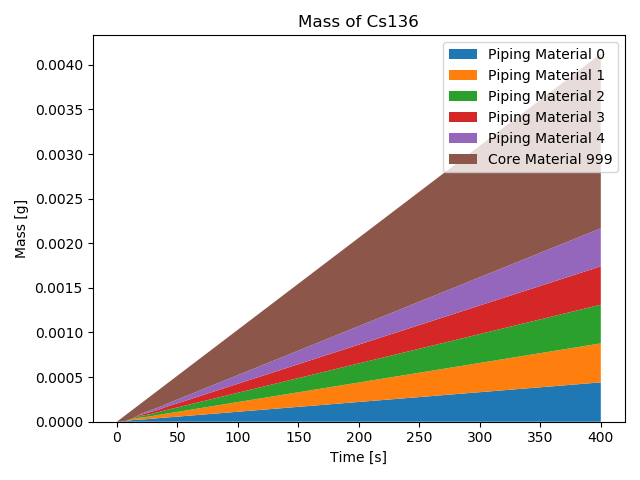 Mass of Cs136
Mass [g]
0.0040
0.0035
0.0030
0.0025
0.0020
0.0015
0.0010
0.0005
0.0000
Piping Material 0
Piping Material 1
Piping Material 2
Piping Material 3
Piping Material 4
Core Material 999
0 50 100 150 200 250 300 350 400
Time [s]